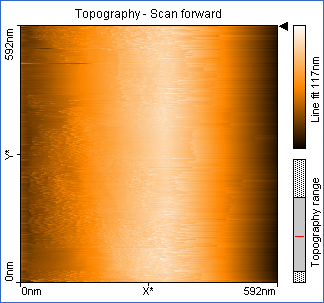 Topography - Scan forward
592nm
Y*
0nm
0nm
X*
592nm
Line fit 117nm
Topography range